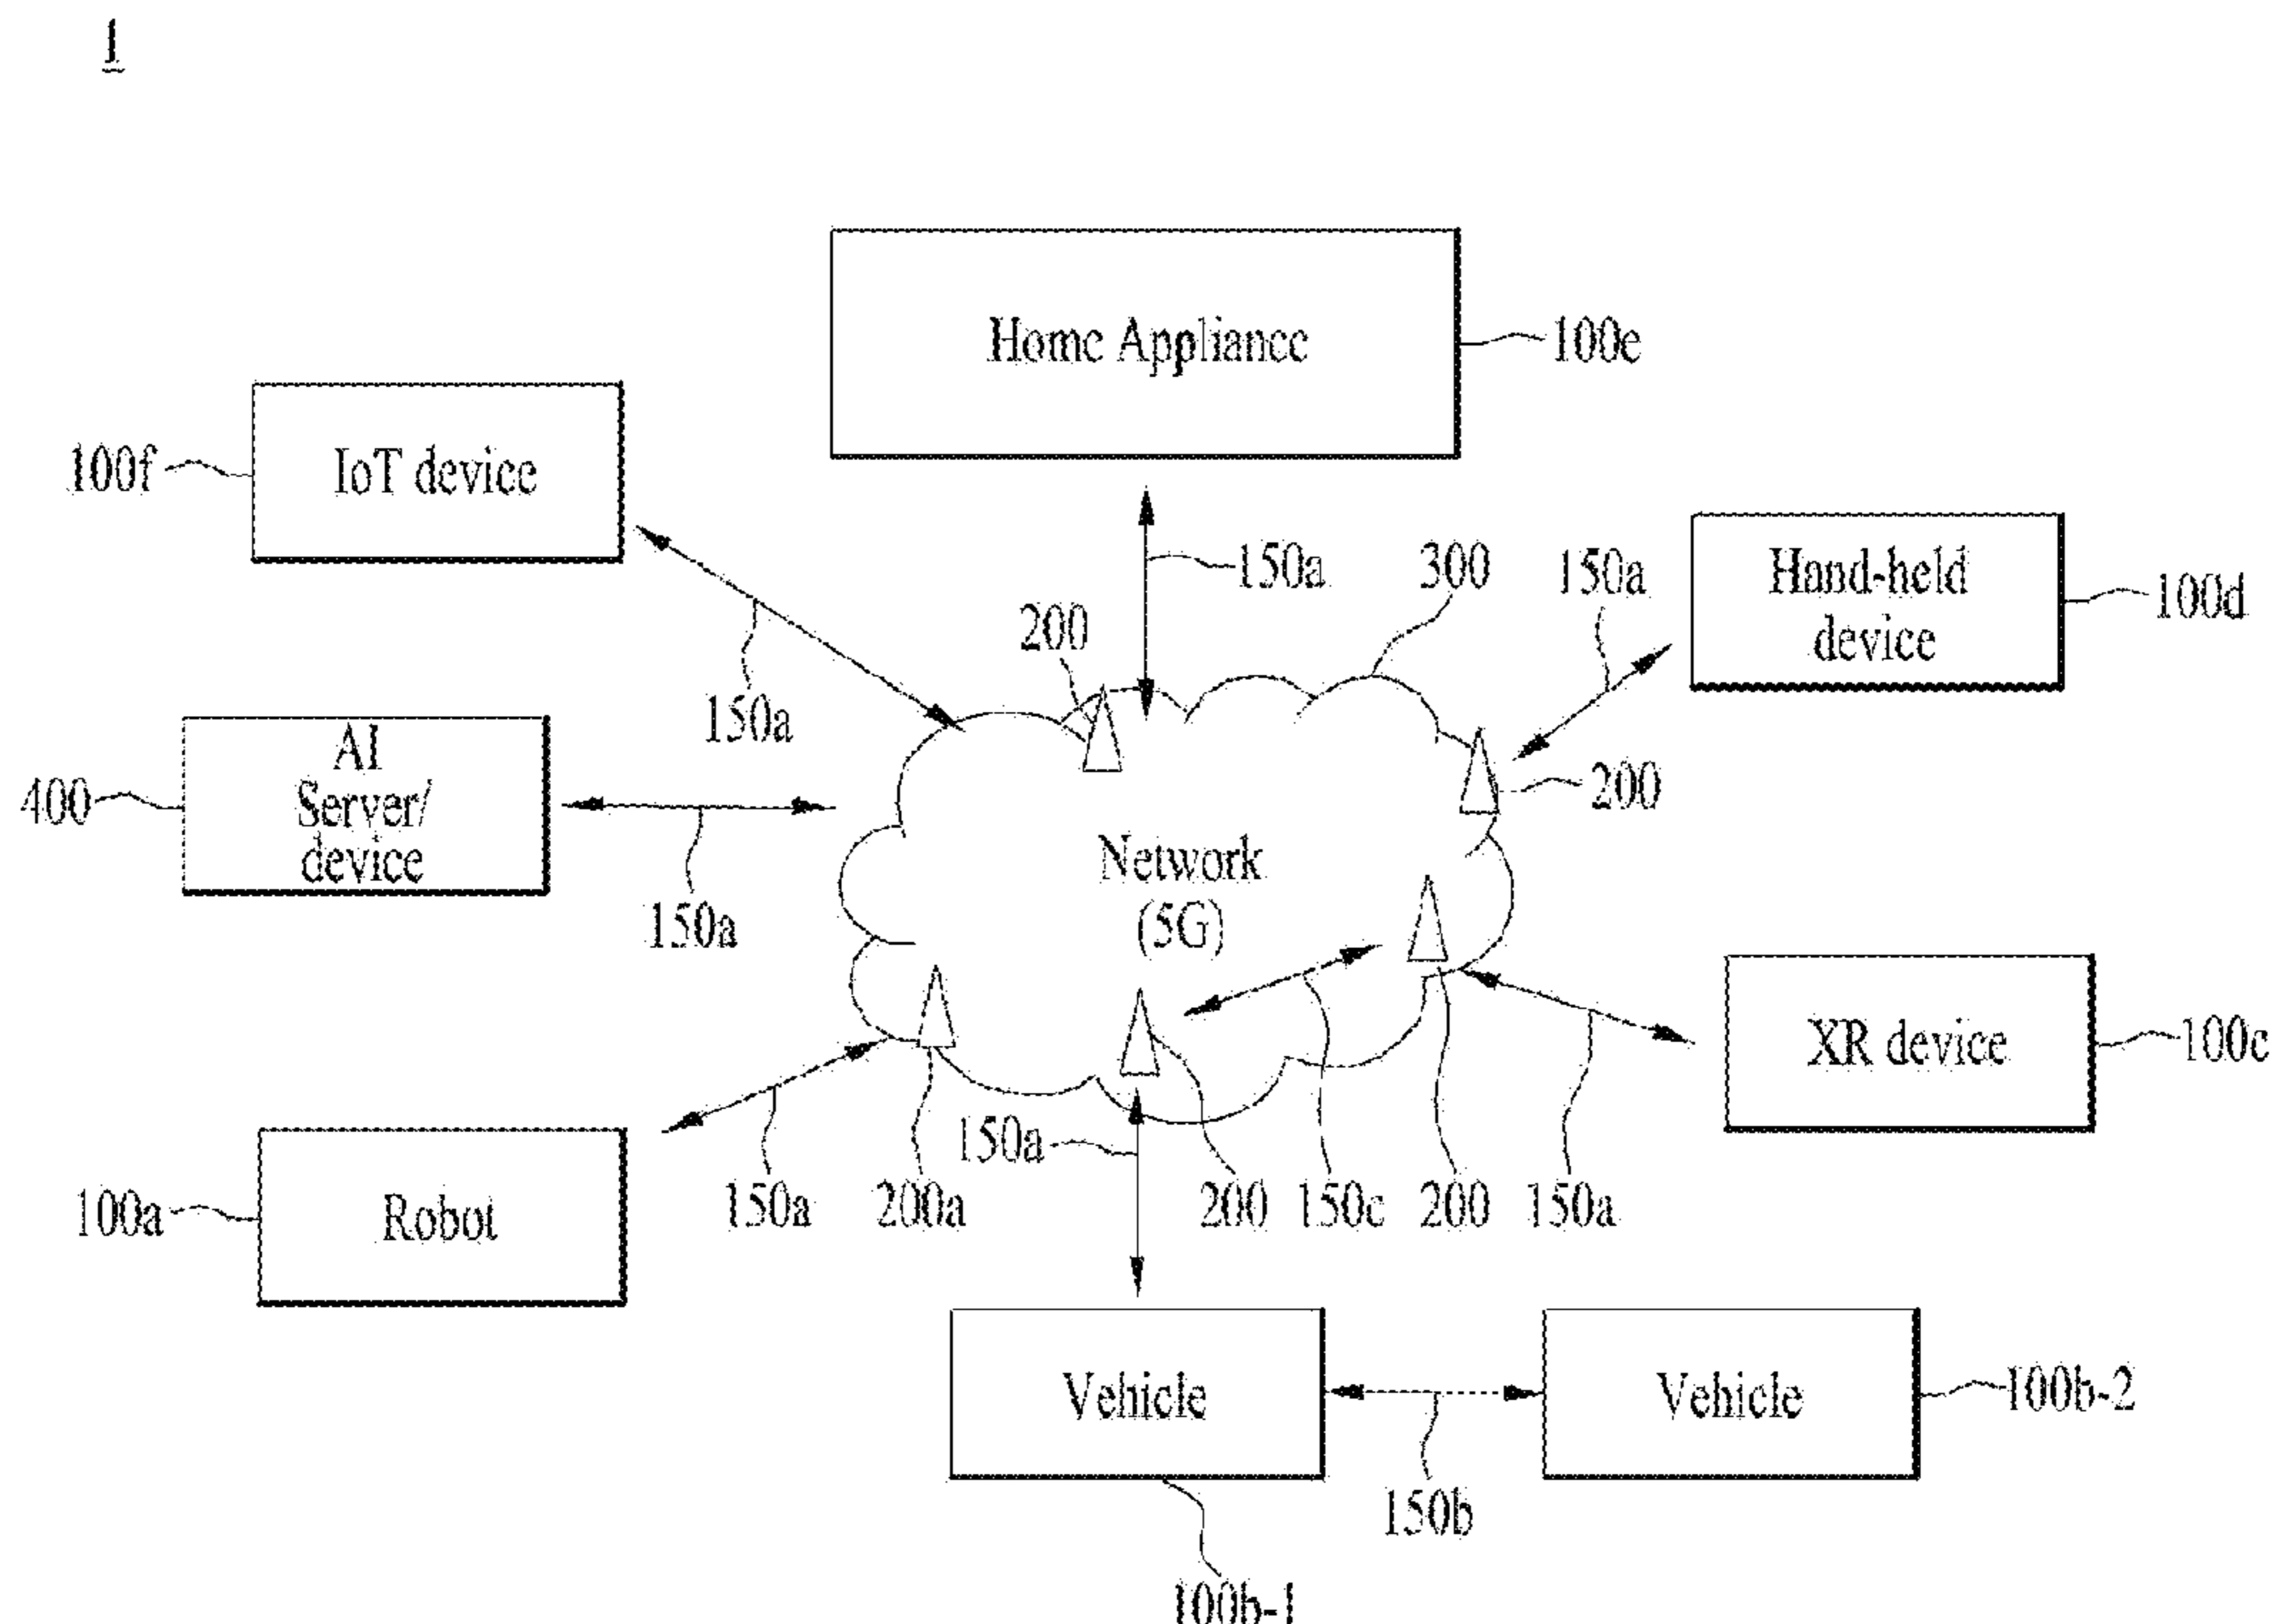 1
Home Appliance
100e
100f
IoT device
150a
300
150a
Hand-held
device
100d
200
150a
AI
Server/
device
400
150a
200
Network
(5G)
XR device
100c
150a
Robot
100a
150a
200a
200
150c
200
150a
Vehicle
Vehicle
100b-2
150b
100b-1